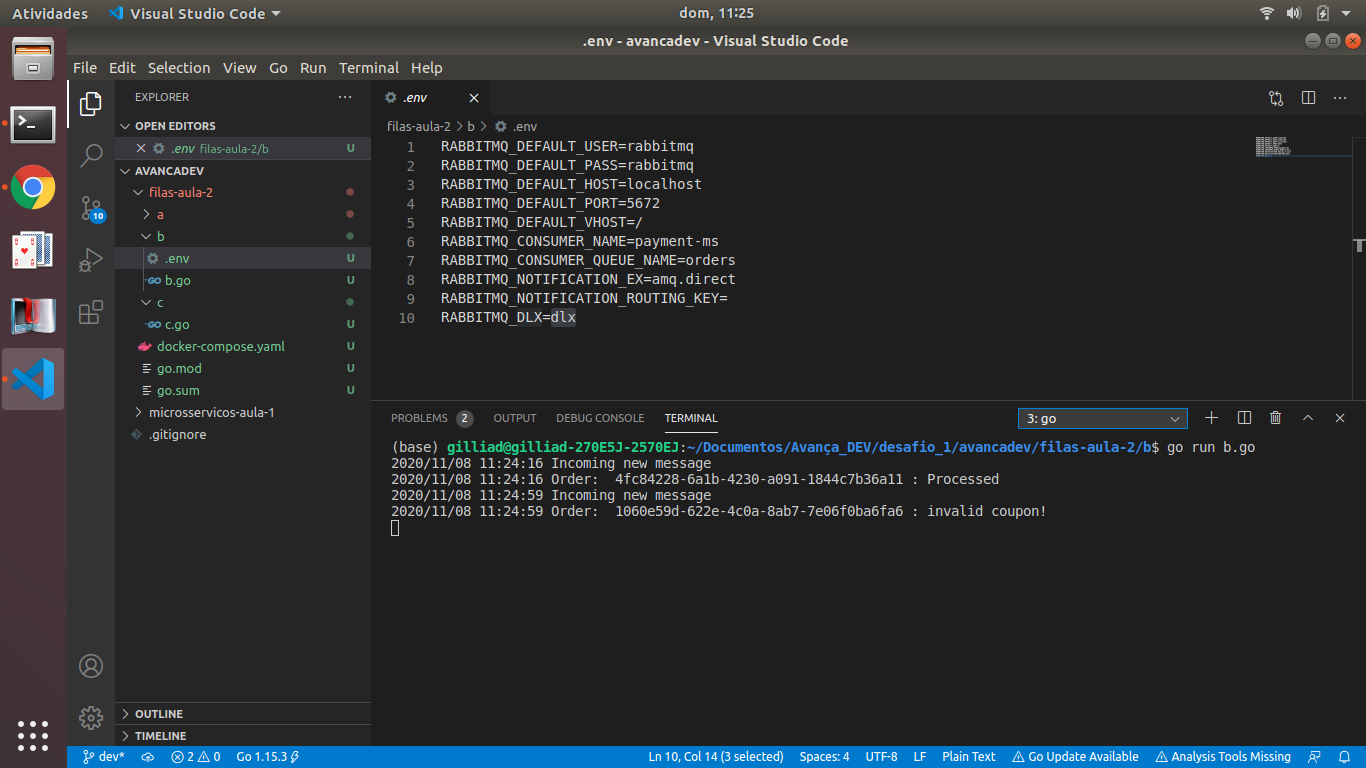 Atividades
Visual Studio Code
dom, 11:25
.env - avancadev - Visual Studio Code
File Edit Selection View Go Run Terminal Help
EXPLORER
OPEN EDITORS
.env filas-aula-2/b U
AVANCADEV
filas-aula-2
a
b
.env U
b.go U
c
c.go U
docker-compose.yaml U
go.mod U
go.sum U
microsservicos-aula-1
.gitignore
OUTLINE
TIMELINE
10
.env
filas-aula-2 > b > .env
1 RABBITMQ_DEFAULT_USER=rabbitmq
2 RABBITMQ_DEFAULT_PASS=rabbitmq
3 RABBITMQ_DEFAULT_HOST=localhost
4 RABBITMQ_DEFAULT_PORT=5672
5 RABBITMQ_DEFAULT_VHOST=/
6 RABBITMQ_CONSUMER_NAME=payment-ms
7 RABBITMQ_CONSUMER_QUEUE_NAME=orders
8 RABBITMQ_NOTIFICATION_EX=amq.direct
9 RABBITMQ_NOTIFICATION_ROUTING_KEY=
10 RABBITMQ_DLX=dlx
PROBLEMS 2 OUTPUT DEBUG CONSOLE TERMINAL 3: go
(base) gilliad@gilliad-270E5J-2570EJ:~/Documentos/Avança_DEV/desafio_1/avancadev/filas-aula-2/b$ go run b.go
2020/11/08 11:24:16 Incoming new message
2020/11/08 11:24:16 Order:  4fc84228-6a1b-4230-a091-1844c7b36a11 : Processed
2020/11/08 11:24:59 Incoming new message
2020/11/08 11:24:59 Order:  1060e59d-622e-4c0a-8ab7-7e06f0ba6fa6 : invalid coupon!
dev* 2 0 Go 1.15.3 Ln 10, Col 14 (3 selected) Spaces: 4 UTF-8 LF Plain Text Go Update Available Analysis Tools Missing